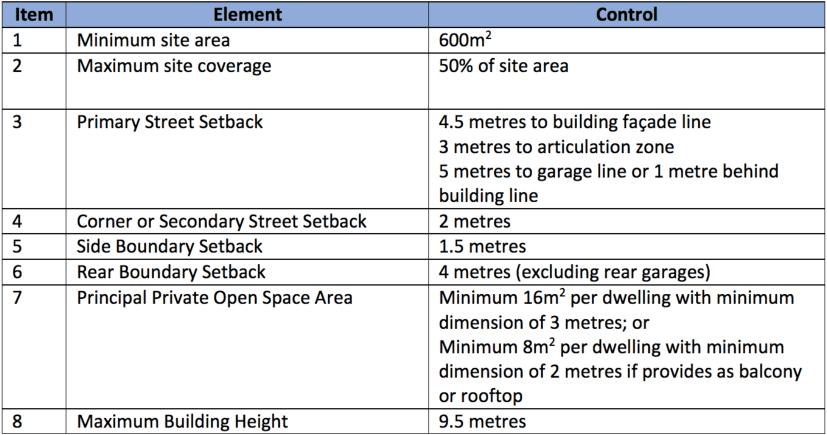 Item Element Control
1 Minimum site area 600m²
2 Maximum site coverage 50% of site area
3 Primary Street Setback 4.5 metres to building façade line
3 metres to articulation zone
5 metres to garage line or 1 metre behind
building line
4 Corner or Secondary Street Setback 2 metres
5 Side Boundary Setback 1.5 metres
6 Rear Boundary Setback 4 metres (excluding rear garages)
7 Principal Private Open Space Area Minimum 16m² per dwelling with minimum
dimension of 3 metres; or
Minimum 8m² per dwelling with minimum
dimension of 2 metres if provides as balcony
or rooftop
8 Maximum Building Height 9.5 metres